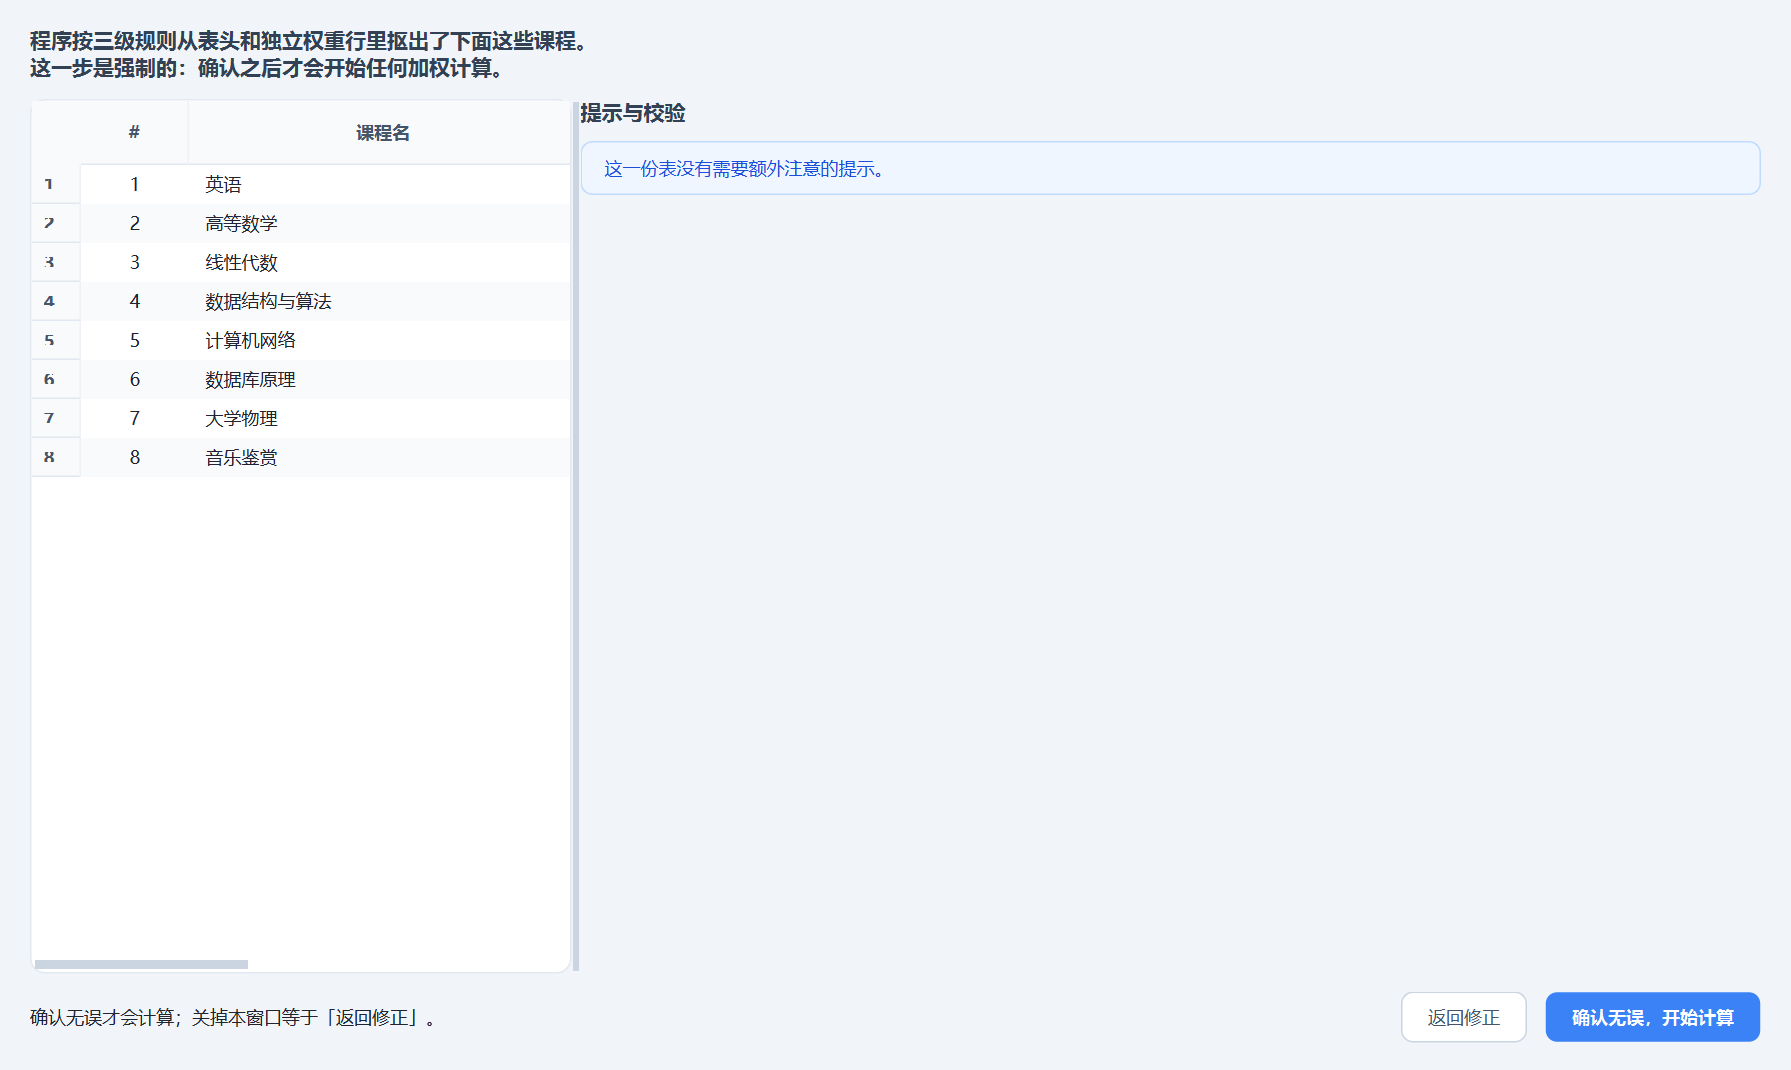 程序按三级规则从表头和独立权重行里抠出了下面这些课程。
这一步是强制的：确认之后才会开始任何加权计算。
# 课程名
1 1 英语
2 2 高等数学
3 3 线性代数
4 4 数据结构与算法
5 5 计算机网络
6 6 数据库原理
7 7 大学物理
8 8 音乐鉴赏
提示与校验
这一份表没有需要额外注意的提示。
确认无误才会计算；关掉本窗口等于「返回修正」。
返回修正
确认无误，开始计算